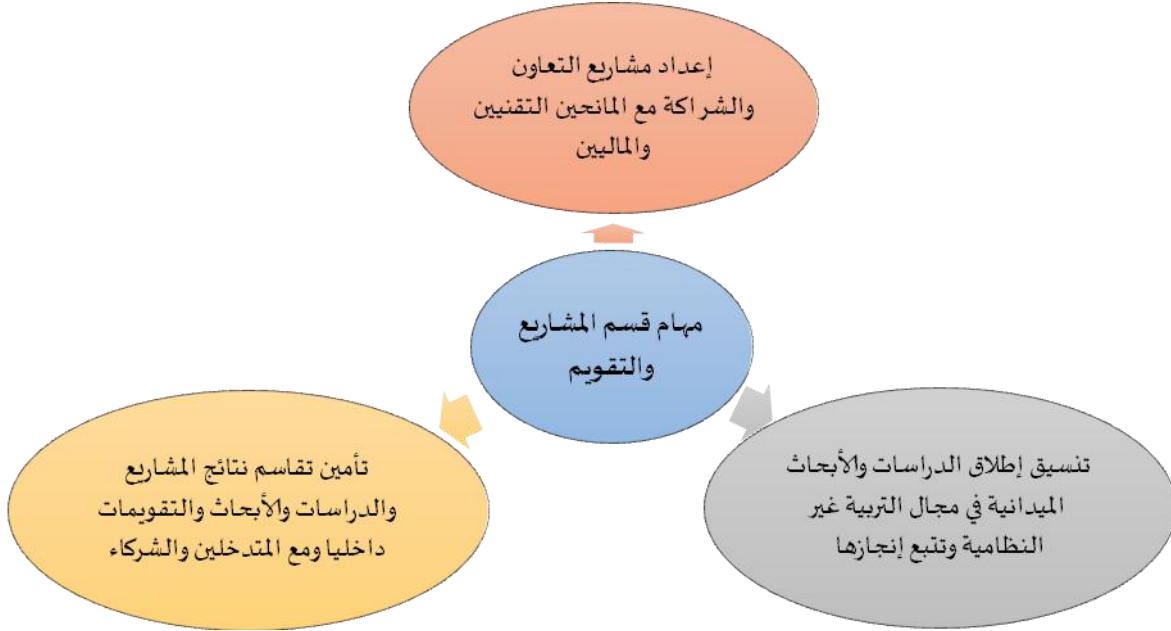 إعداد مشاريع التعاون
والشراكة مع المانحين التقنيين
والماليين
مهام قسم المشاريع
والتقويم
تنسيق إطلاق الدراسات والأبحاث
الميدانية في مجال التربية غير
النظامية وتتبع إنجازها
تأمين تقاسم نتائج المشاريع
والدراسات والأبحاث والتقويمات
داخليا ومع المتدخلين والشركاء